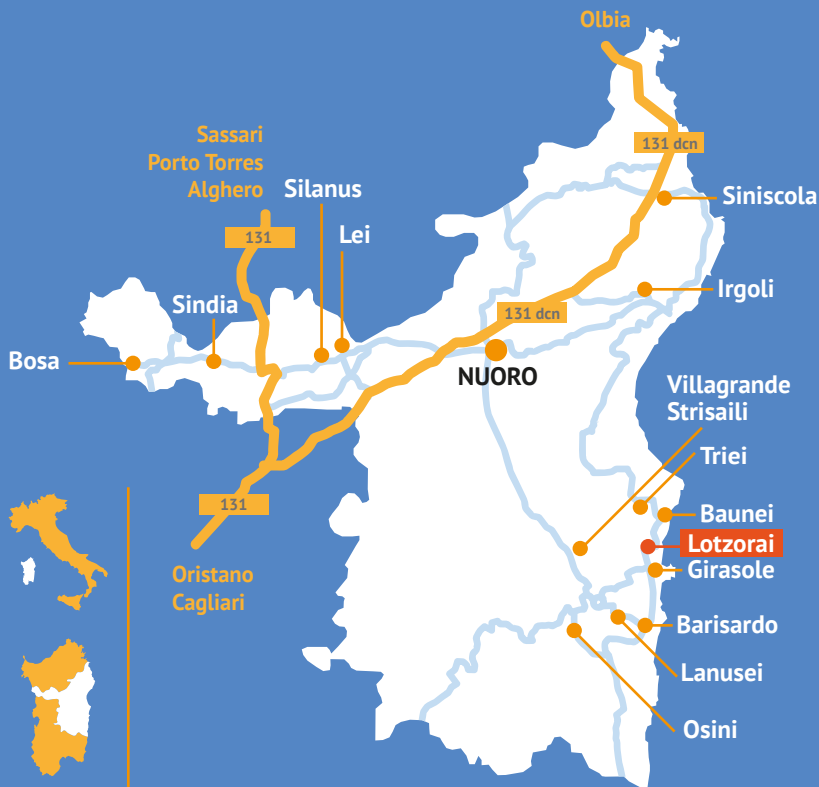 Olbia
Sassari
Porto Torres
Alghero
131 dcn
Silanus
Siniscola
131
Lei
Irgoli
Sindia
131 dcn
Bosa
NUORO
Villagrande
Strisaili
Triei
131
Baunei
Lotzorai
Girasole
Oristano
Cagliari
Barisardo
Lanusei
Osini